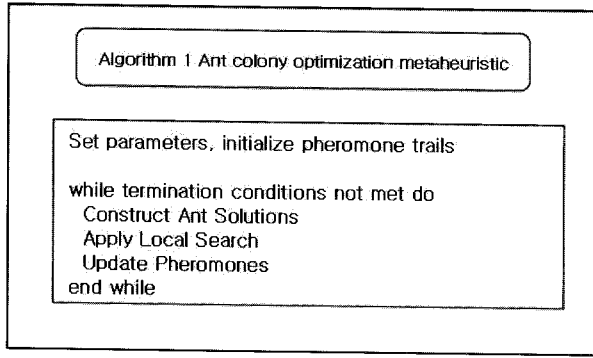 Algorithm 1 Ant colony optimization metaheuristic
Set parameters, initialize pheromone trails
while termination conditions not met do
Construct Ant Solutions
Apply Local Search
Update Pheromones
end while